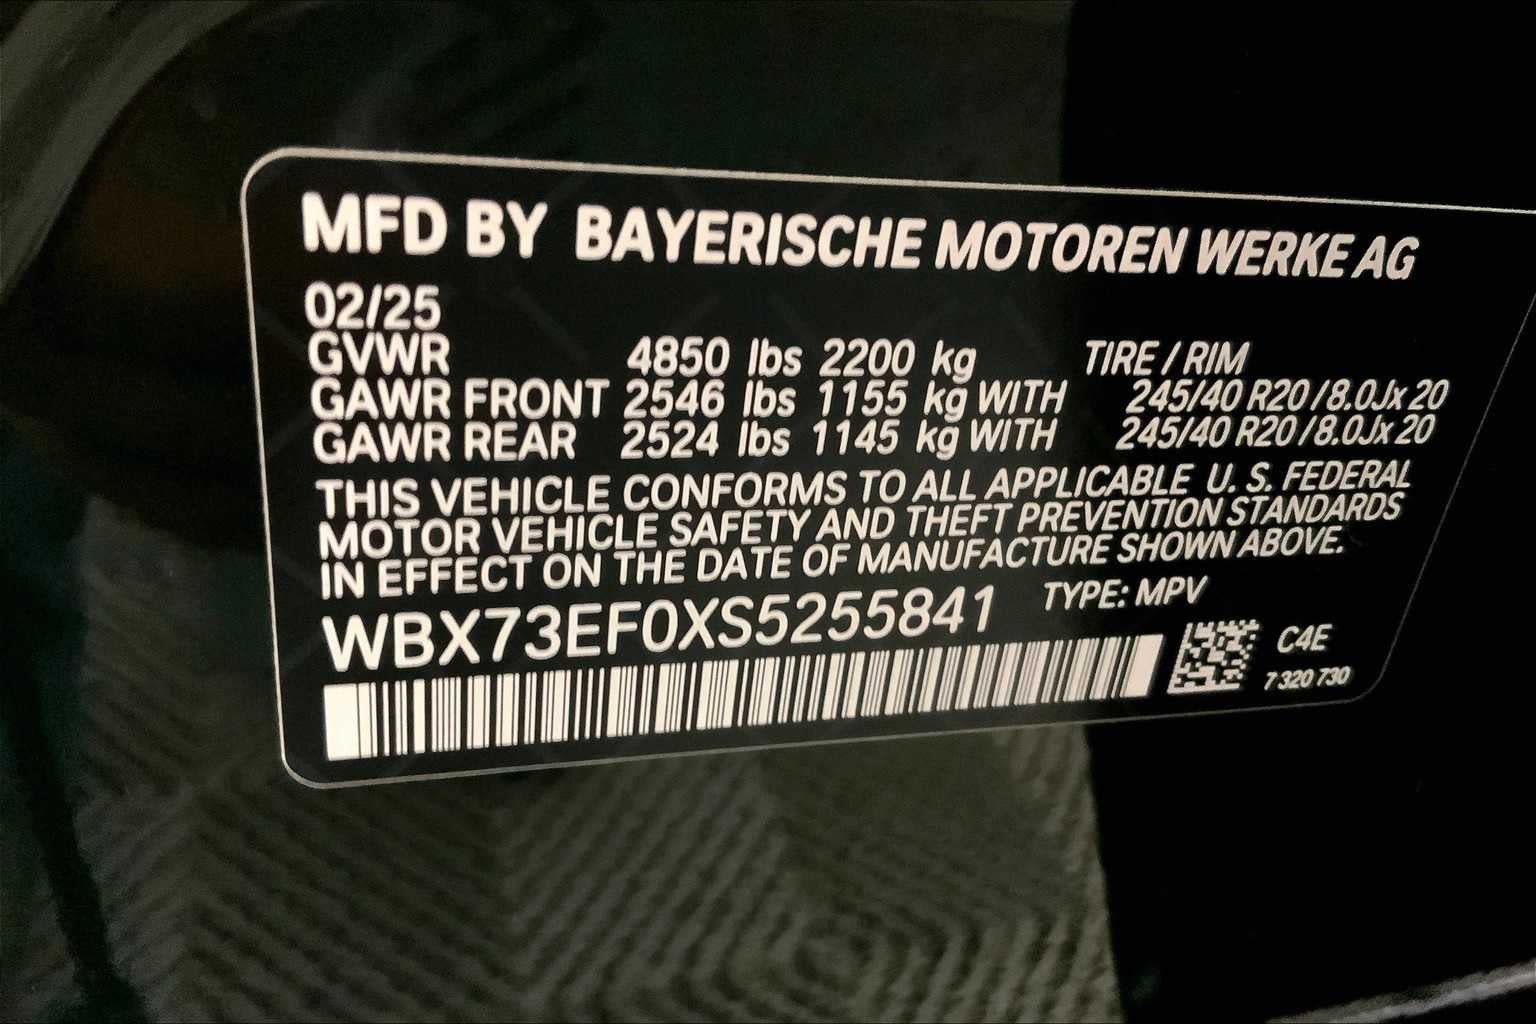 MFD BY BAYERISCHE MOTOREN WERKE AG
02/25
GVWR 4850 lbs 2200 kg TIRE / RIM
GAWR FRONT 2546 lbs 1155 kg WITH 245/40 R20 / 8.0Jx 20
GAWR REAR 2524 lbs 1145 kg WITH 245/40 R20 / 8.0Jx 20
THIS VEHICLE CONFORMS TO ALL APPLICABLE U. S. FEDERAL
MOTOR VEHICLE SAFETY AND THEFT PREVENTION STANDARDS
IN EFFECT ON THE DATE OF MANUFACTURE SHOWN ABOVE.
WBX73EF0XS5255841 TYPE: MPV
C4E
7 320 730